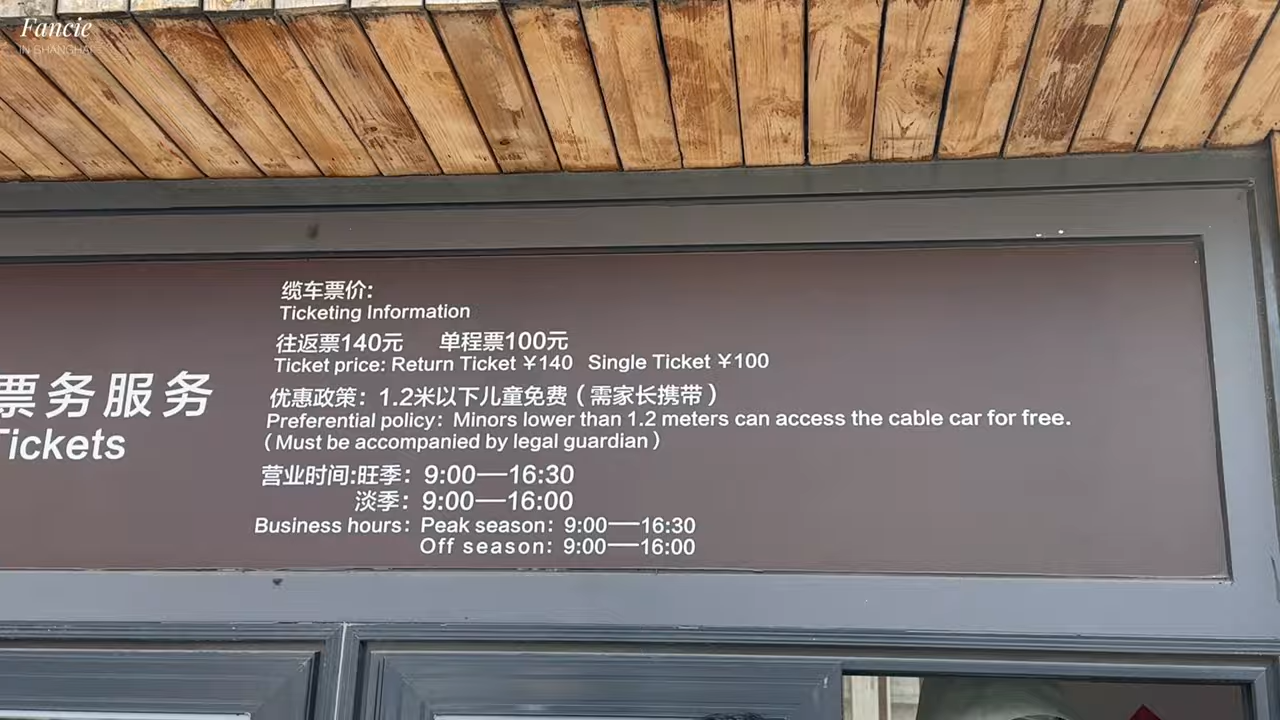 Fancie
IN SHANGHAI
缆车票价:
Ticketing Information
往返票140元 单程票100元
Ticket price: Return Ticket ¥140 Single Ticket ¥100
优惠政策：1.2米以下儿童免费（需家长携带）
Preferential policy: Minors lower than 1.2 meters can access the cable car for free.
（Must be accompanied by legal guardian）
营业时间:旺季：9:00—16:30
淡季：9:00—16:00
Business hours: Peak season: 9:00—16:30
Off season: 9:00—16:00
票务服务
Tickets